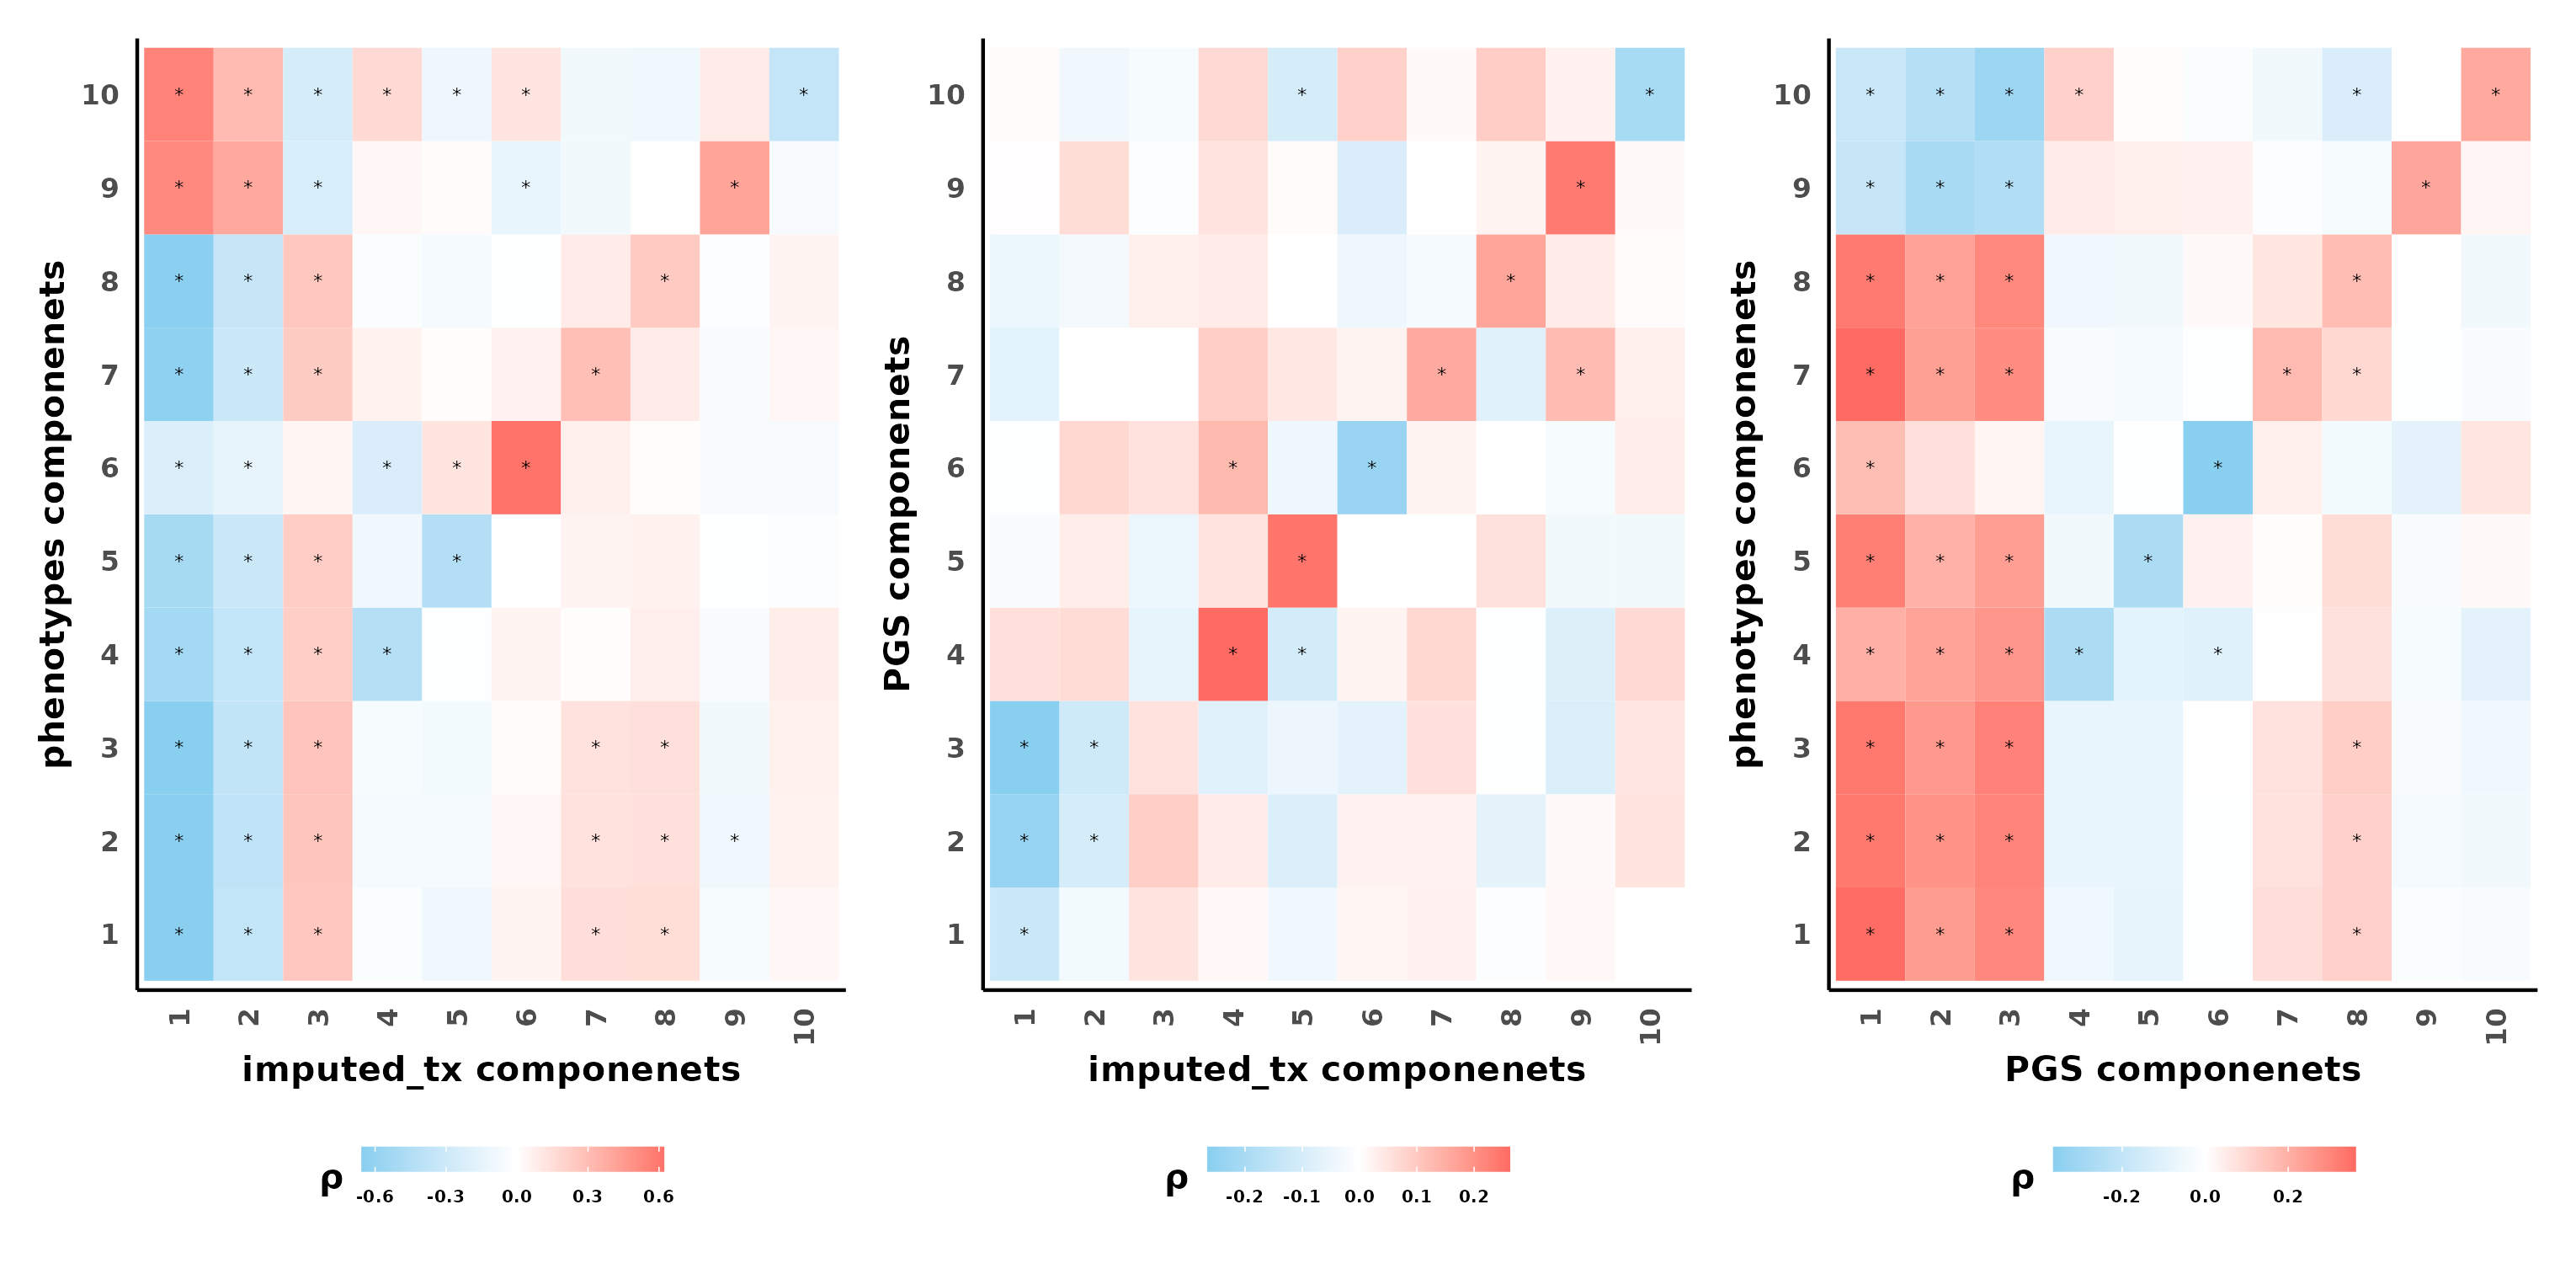 phenotypes componenets
10 * * * * * * *
9 * * * * *
8 * * * *
7 * * * *
6 * * * * *
5 * * * *
4 * * * *
3 * * * * *
2 * * * * * *
1 * * * * *
1 2 3 4 5 6 7 8 9 10
imputed_tx componenets
ρ
-0.6 -0.3 0.0 0.3 0.6
PGS componenets
10 * *
9 *
8 *
7 * *
6 * *
5 *
4 * *
3 * *
2 * *
1 *
1 2 3 4 5 6 7 8 9 10
imputed_tx componenets
ρ
-0.2 -0.1 0.0 0.1 0.2
phenotypes componenets
10 * * * * * *
9 * * * *
8 * * * *
7 * * * * *
6 * *
5 * * * *
4 * * * * *
3 * * * *
2 * * * *
1 * * * *
1 2 3 4 5 6 7 8 9 10
PGS componenets
ρ
-0.2 0.0 0.2